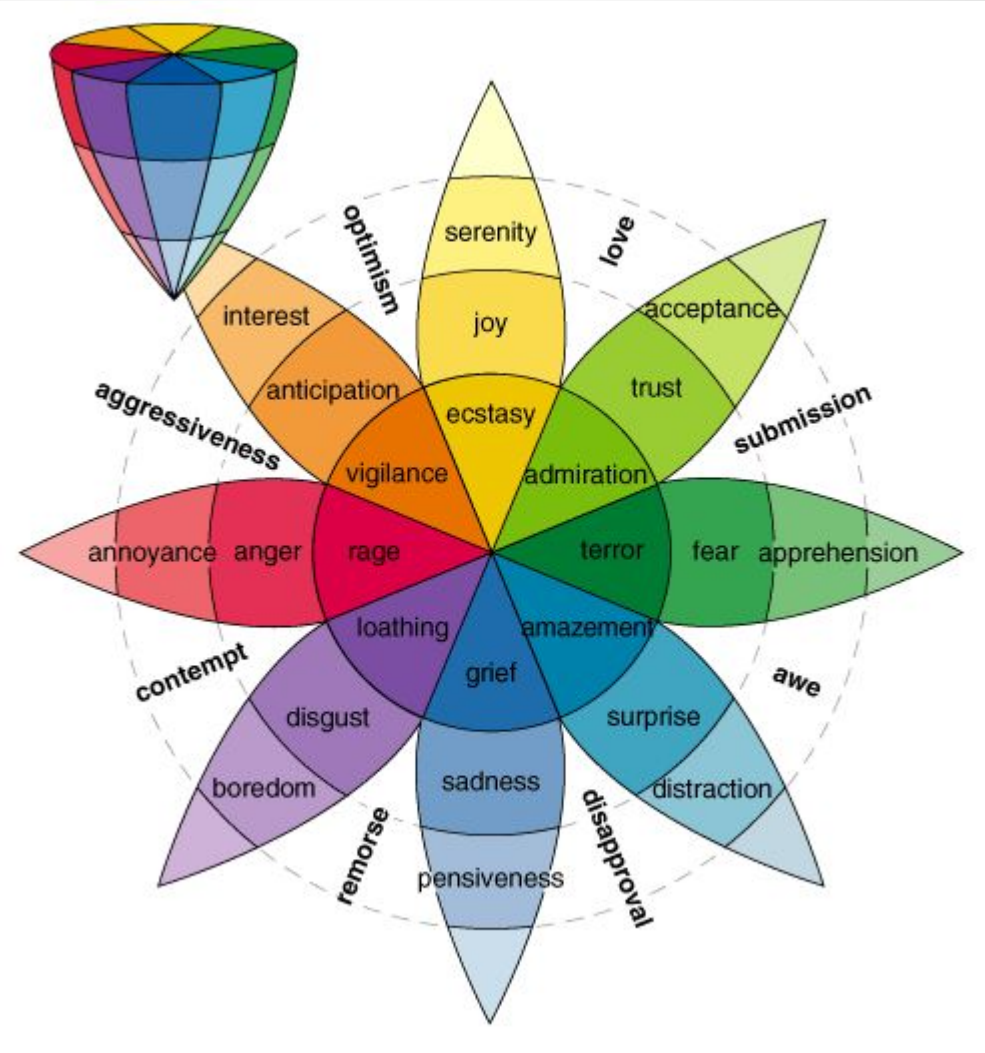 optimism
serenity
love
interest
joy
acceptance
anticipation
trust
aggressiveness
ecstasy
submission
vigilance
admiration
annoyance
anger
rage
terror
fear
apprehension
loathing
amazement
contempt
grief
awe
disgust
surprise
boredom
sadness
distraction
remorse
disapproval
pensiveness